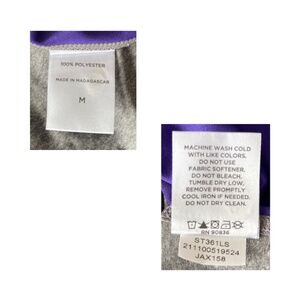 100% POLYESTER
MADE IN MADAGASCAR
M
MACHINE WASH COLD
WITH LIKE COLORS.
DO NOT USE
FABRIC SOFTENER.
DO NOT BLEACH.
TUMBLE DRY LOW,
REMOVE PROMPTLY
COOL IRON IF NEEDED.
DO NOT DRY CLEAN.
RN 90836
ST361LS
211100519524
JAX158